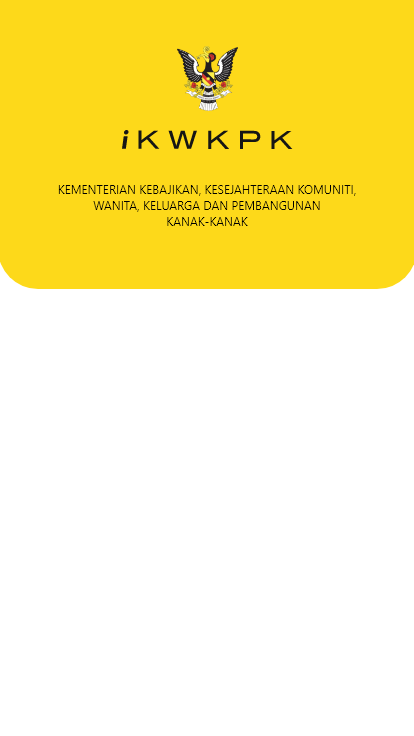 iKWKPK
KEMENTERIAN KEBAJIKAN, KESEJAHTERAAN KOMUNITI,
WANITA, KELUARGA DAN PEMBANGUNAN
KANAK-KANAK